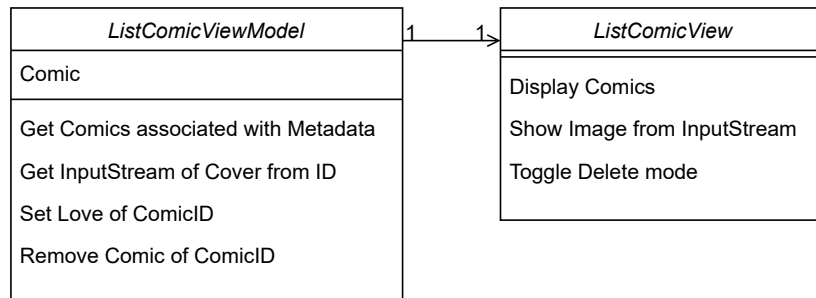 ListComicViewModel
Comic
Get Comics associated with Metadata
Get InputStream of Cover from ID
Set Love of ComicID
Remove Comic of ComicID
1
1
ListComicView
Display Comics
Show Image from InputStream
Toggle Delete mode